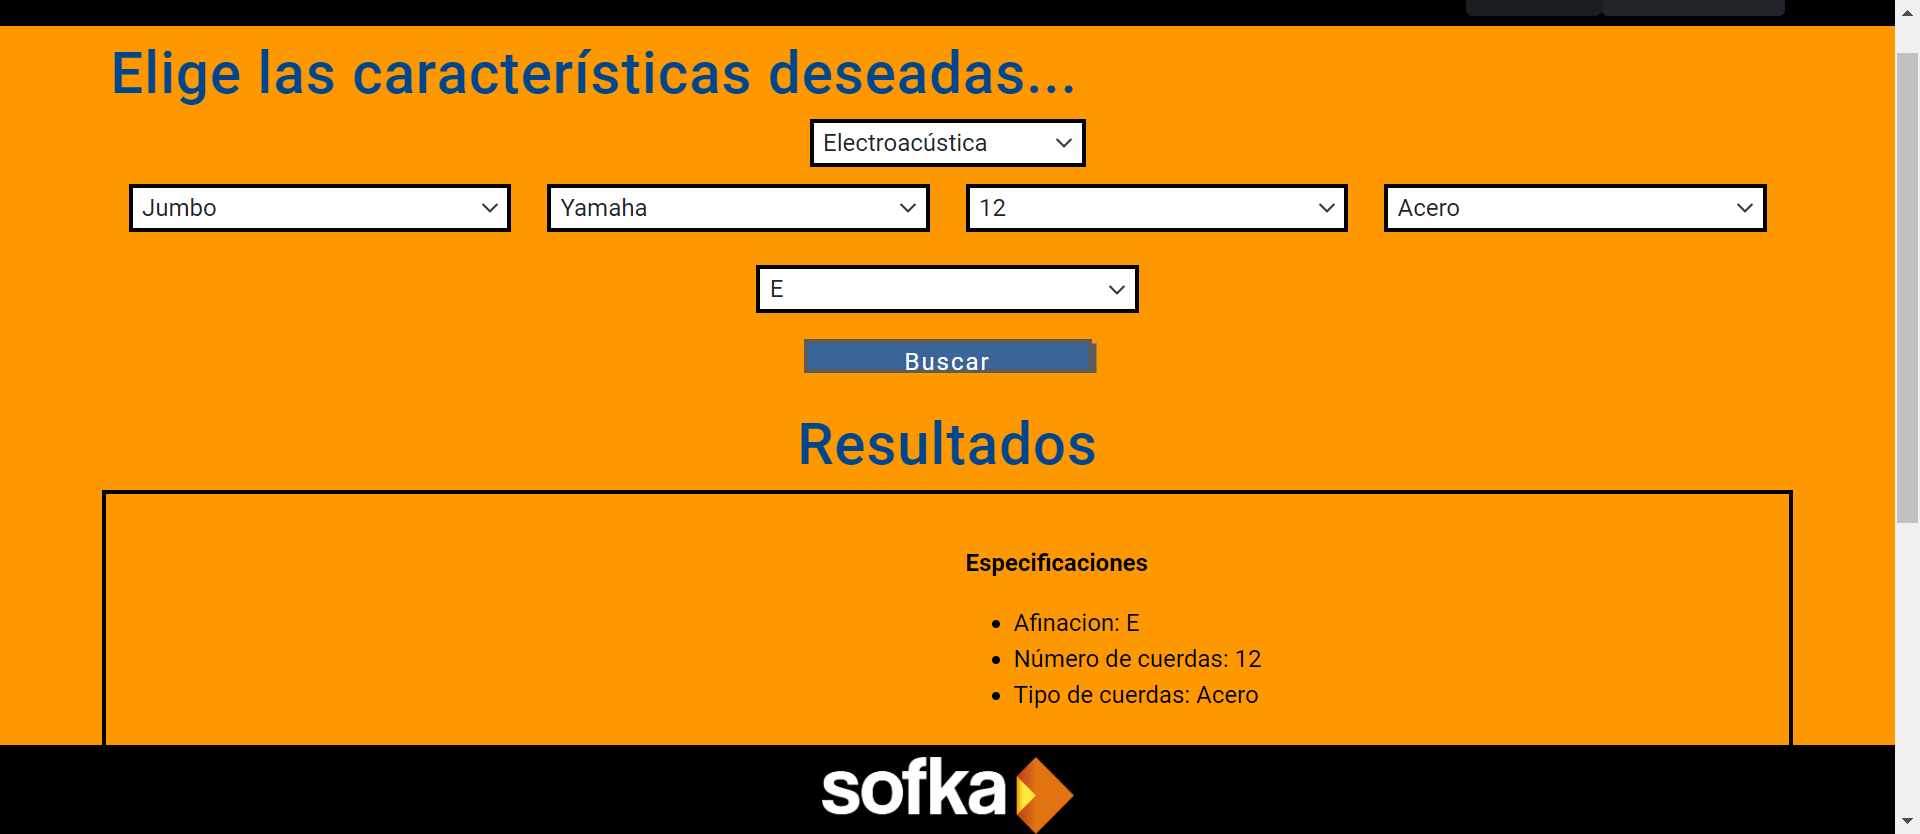 Elige las características deseadas...
Electroacústica
Jumbo
Yamaha
12
Acero
E
Buscar
Resultados
Especificaciones
Afinacion: E
Número de cuerdas: 12
Tipo de cuerdas: Acero
sofka